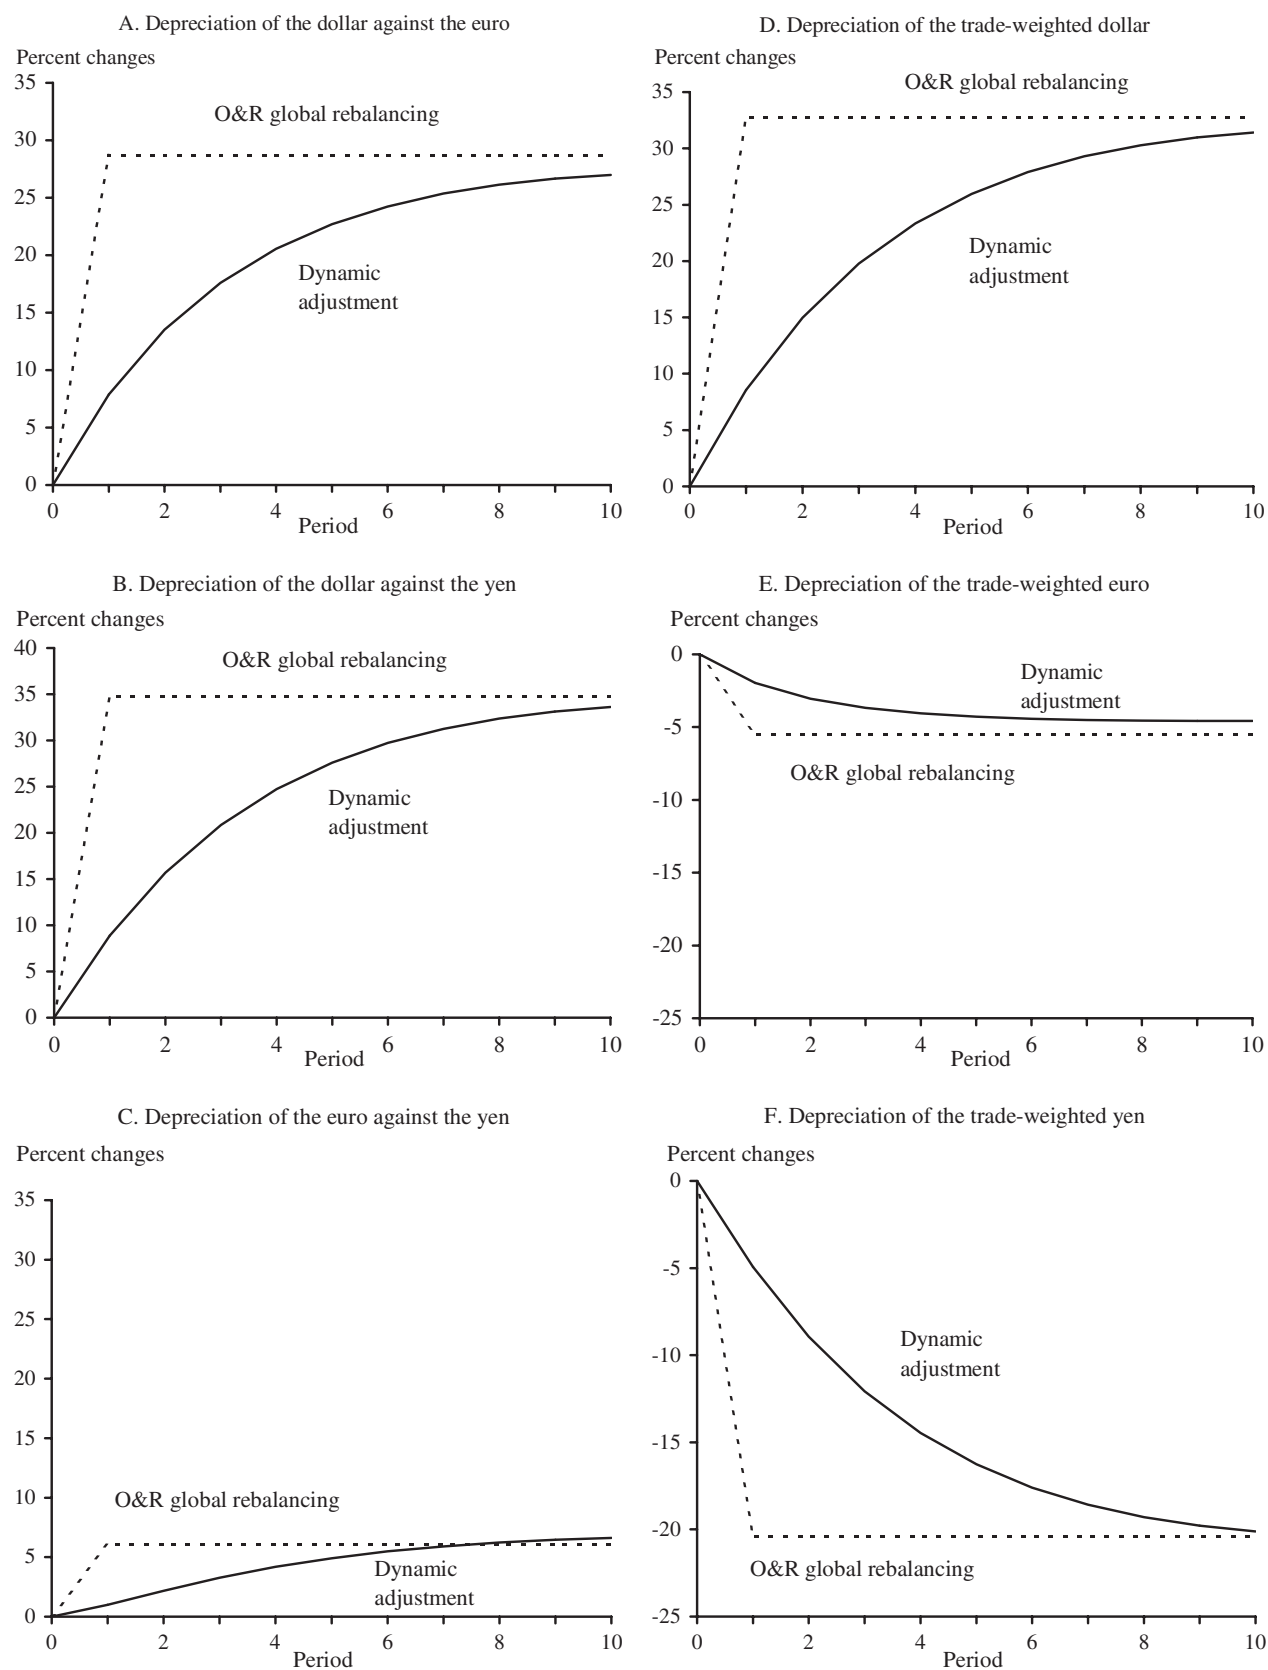 A. Depreciation of the dollar against the euro
Percent changes
35
O&R global rebalancing
30
25
20
Dynamic
adjustment
15
10
5
0
0 2 4 6 8 10
Period
D. Depreciation of the trade-weighted dollar
Percent changes
O&R global rebalancing
35
30
25
Dynamic
20
adjustment
15
10
5
0
0 2 4 6 8 10
Period
B. Depreciation of the dollar against the yen
Percent changes
40
O&R global rebalancing
35
30
25
Dynamic
adjustment
20
15
10
5
0
0 2 4 6 8 10
Period
E. Depreciation of the trade-weighted euro
Percent changes
0
Dynamic
adjustment
-5
O&R global rebalancing
-10
-15
-20
-25
0 2 4 6 8 10
Period
C. Depreciation of the euro against the yen
Percent changes
35
30
25
20
15
10
O&R global rebalancing
5
Dynamic
adjustment
0
0 2 4 6 8 10
Period
F. Depreciation of the trade-weighted yen
Percent changes
0
-5
Dynamic
-10
adjustment
-15
-20
O&R global rebalancing
-25
0 2 4 6 8 10
Period